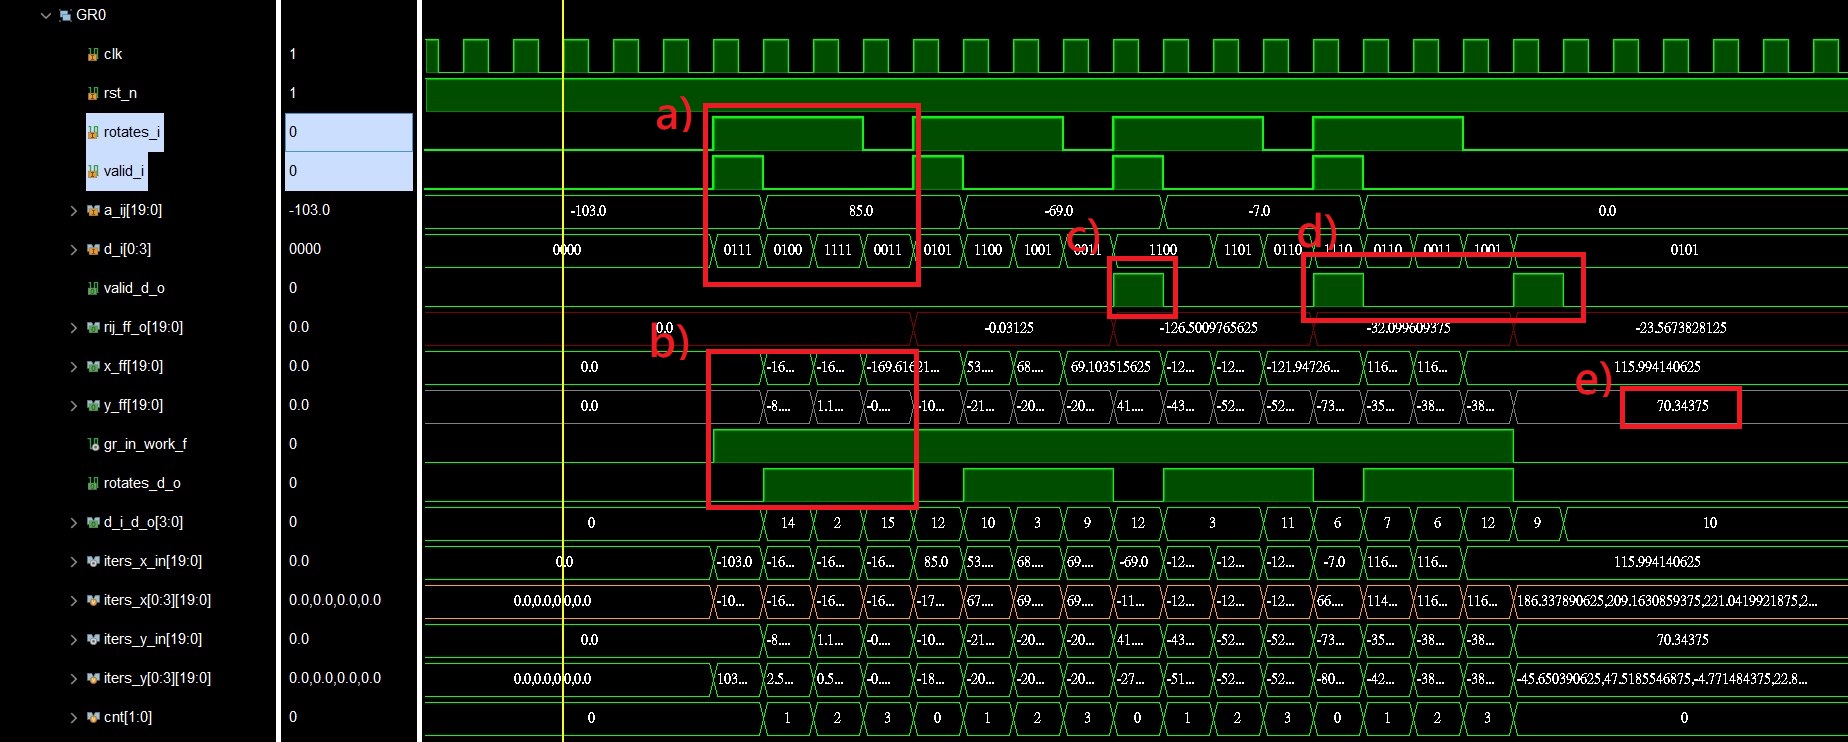 GR0
clk 1
rst_n 1
a)
rotates_i 0
valid_i 0
a_ij[19:0] -103.0 -103.0 85.0 -69.0 -7.0 0.0
c) d)
d_i[0:3] 0000 0000 0111 0100 1111 0011 0101 1100 1001 0011 1100 1101 0110 1110 0110 0011 1001 0101
valid_d_o 0
rij_ff_o[19:0] 0.0 0.0 -0.03125 -126.5009765625 -32.099609375 -23.5673828125
b)
x_ff[19:0] 0.0 0.0 -16... -16... -169.61621... 53.... 68.... 69.103515625 -12... -12... -121.94726... 116... 116... 115.994140625
e)
y_ff[19:0] 0.0 0.0 -8.... 1.1... -0.... -10... -21... -20... -20... 41.... -43... -52... -52... -73... -35... -38... -38... 70.34375
gr_in_work_f 0
rotates_d_o 0
d_i_d_o[3:0] 0 0 14 2 15 12 10 3 9 12 3 11 6 7 6 12 9 10
iters_x_in[19:0] 0.0 0.0 -103.0 -16... -16... -16... 85.0 53.... 68.... 69.... -69.0 -12... -12... -12... -7.0 116... 116... 115.994140625
iters_x[0:3][19:0] 0.0,0.0,0.0,0.0 0.0,0.0,0.0,0.0 -10... -16... -16... -16... -17... 67.... 69.... 69.... -11... -12... -12... -12... 66.... 114... 116... 116... 186.337890625,209.1630859375,221.0419921875,2...
iters_y_in[19:0] 0.0 0.0 -8.... 1.1... -0.... -10... -21... -20... -20... 41.... -43... -52... -52... -73... -35... -38... -38... 70.34375
iters_y[0:3][19:0] 0.0,0.0,0.0,0.0 0.0,0.0,0.0,0.0 103... 2.5... 0.5... -0.... -18... -20... -20... -20... -27... -51... -52... -52... -80... -42... -38... -38... -45.650390625,47.5185546875,-4.771484375,22.8...
cnt[1:0] 0 0 1 2 3 0 1 2 3 0 1 2 3 0 1 2 3 0